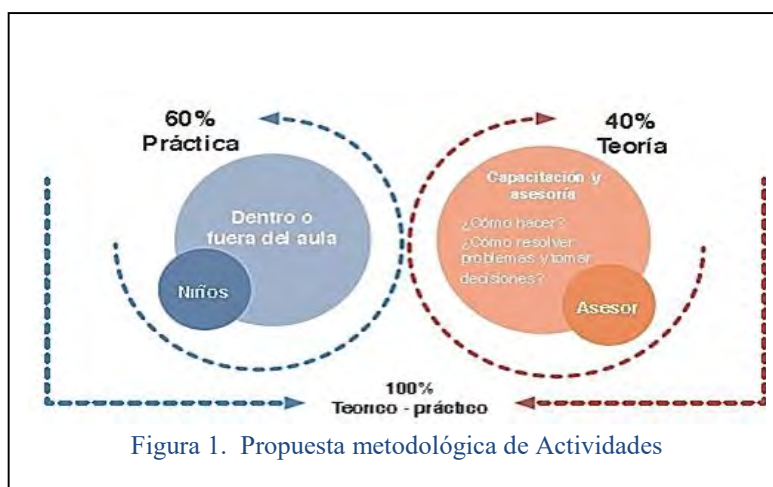 60%
Práctica
Dentro o
fuera del aula
Niños
40%
Teoría
Capacitación y
asesoría
¿Cómo hacer?
¿Cómo resolver
problemas y tomar
decisiones?
Asesor
100%
Teorico - práctico
Figura 1. Propuesta metodológica de Actividades